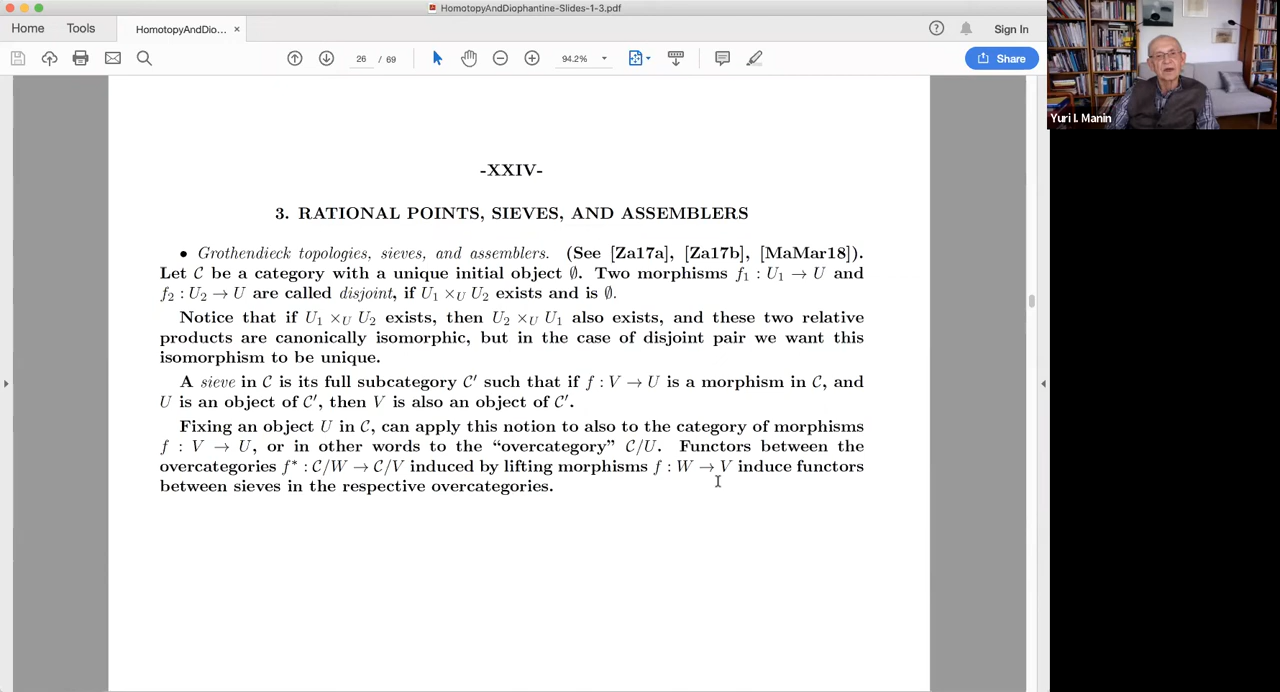 HomotopyAndDiophantine-Slides-1-3.pdf
Home Tools HomotopyAndDio... × Sign In
26 / 69 94.2% Share
Yuri I. Manin
-XXIV-
3. RATIONAL POINTS, SIEVES, AND ASSEMBLERS
• Grothendieck topologies, sieves, and assemblers. (See [Za17a], [Za17b], [MaMar18]).
Let 𝒞 be a category with a unique initial object ∅. Two morphisms f₁ : U₁ → U and
f₂ : U₂ → U are called disjoint, if U₁ ×_U U₂ exists and is ∅.
Notice that if U₁ ×_U U₂ exists, then U₂ ×_U U₁ also exists, and these two relative
products are canonically isomorphic, but in the case of disjoint pair we want this
isomorphism to be unique.
A sieve in 𝒞 is its full subcategory 𝒞′ such that if f : V → U is a morphism in 𝒞, and
U is an object of 𝒞′, then V is also an object of 𝒞′.
Fixing an object U in 𝒞, can apply this notion to also to the category of morphisms
f : V → U, or in other words to the “overcategory” 𝒞/U. Functors between the
overcategories f* : 𝒞/W → 𝒞/V induced by lifting morphisms f : W → V induce functors
between sieves in the respective overcategories.